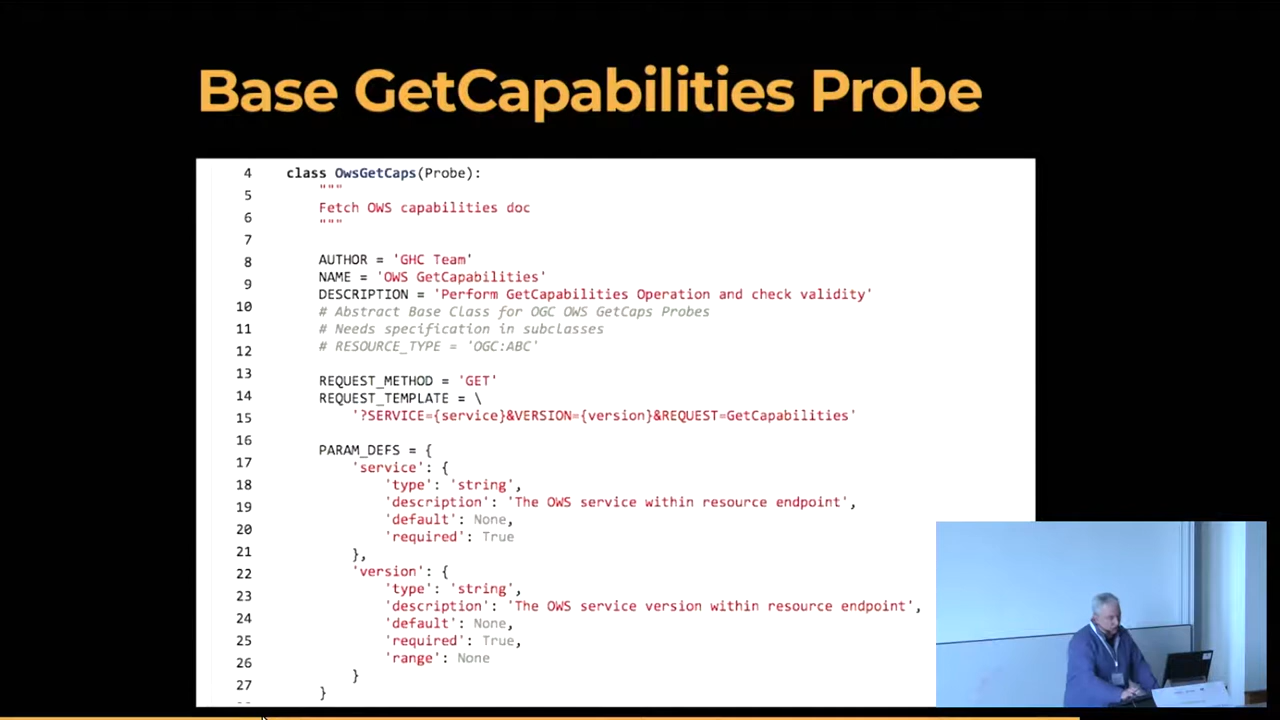 Base GetCapabilities Probe
4 class OwsGetCaps(Probe):
5 """
6 Fetch OWS capabilities doc
"""
7
8 AUTHOR = 'GHC Team'
9 NAME = 'OWS GetCapabilities'
10 DESCRIPTION = 'Perform GetCapabilities Operation and check validity'
# Abstract Base Class for OGC OWS GetCaps Probes
11 # Needs specification in subclasses
12 # RESOURCE_TYPE = 'OGC:ABC'
13 REQUEST_METHOD = 'GET'
14 REQUEST_TEMPLATE = \
15 '?SERVICE={service}&VERSION={version}&REQUEST=GetCapabilities'
16 PARAM_DEFS = {
17 'service': {
18 'type': 'string',
19 'description': 'The OWS service within resource endpoint',
20 'default': None,
'required': True
21 },
22 'version': {
23 'type': 'string',
'description': 'The OWS service version within resource endpoint',
24 'default': None,
25 'required': True,
26 'range': None
}
27 }